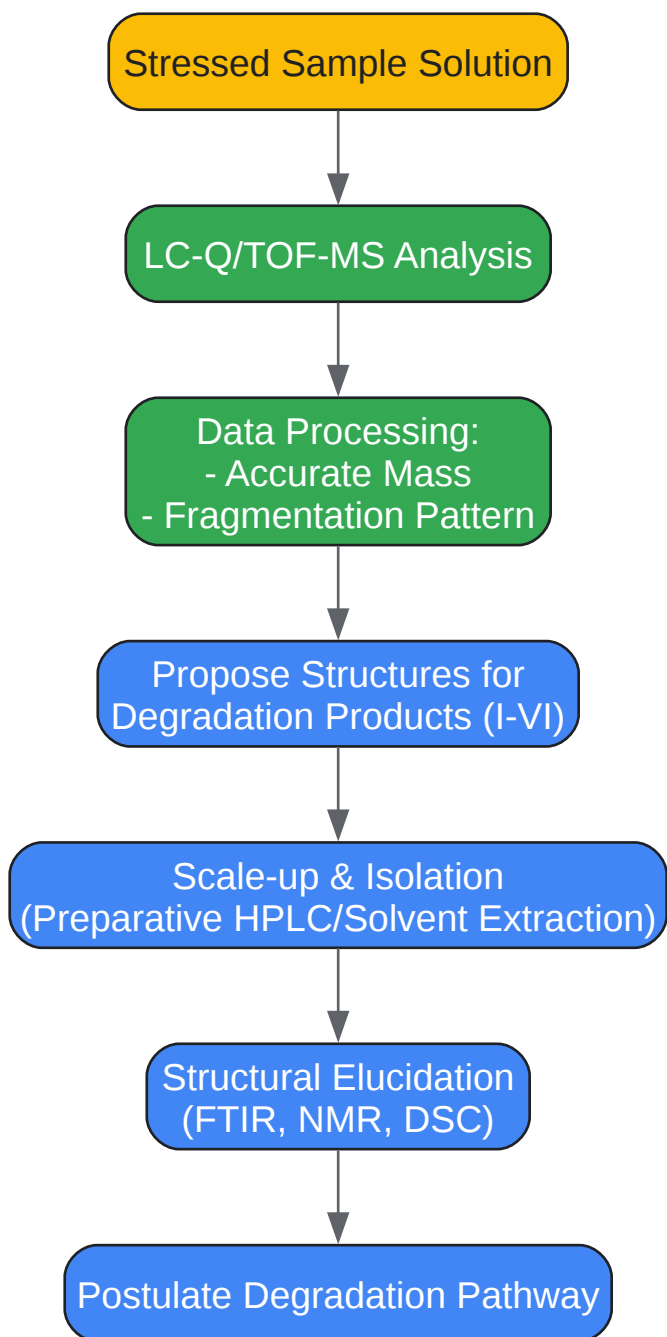 Stressed Sample Solution
LC-Q/TOF-MS Analysis
Data Processing:
- Accurate Mass
- Fragmentation Pattern
Propose Structures for
Degradation Products (I-VI)
Scale-up & Isolation
(Preparative HPLC/Solvent Extraction)
Structural Elucidation
(FTIR, NMR, DSC)
Postulate Degradation Pathway